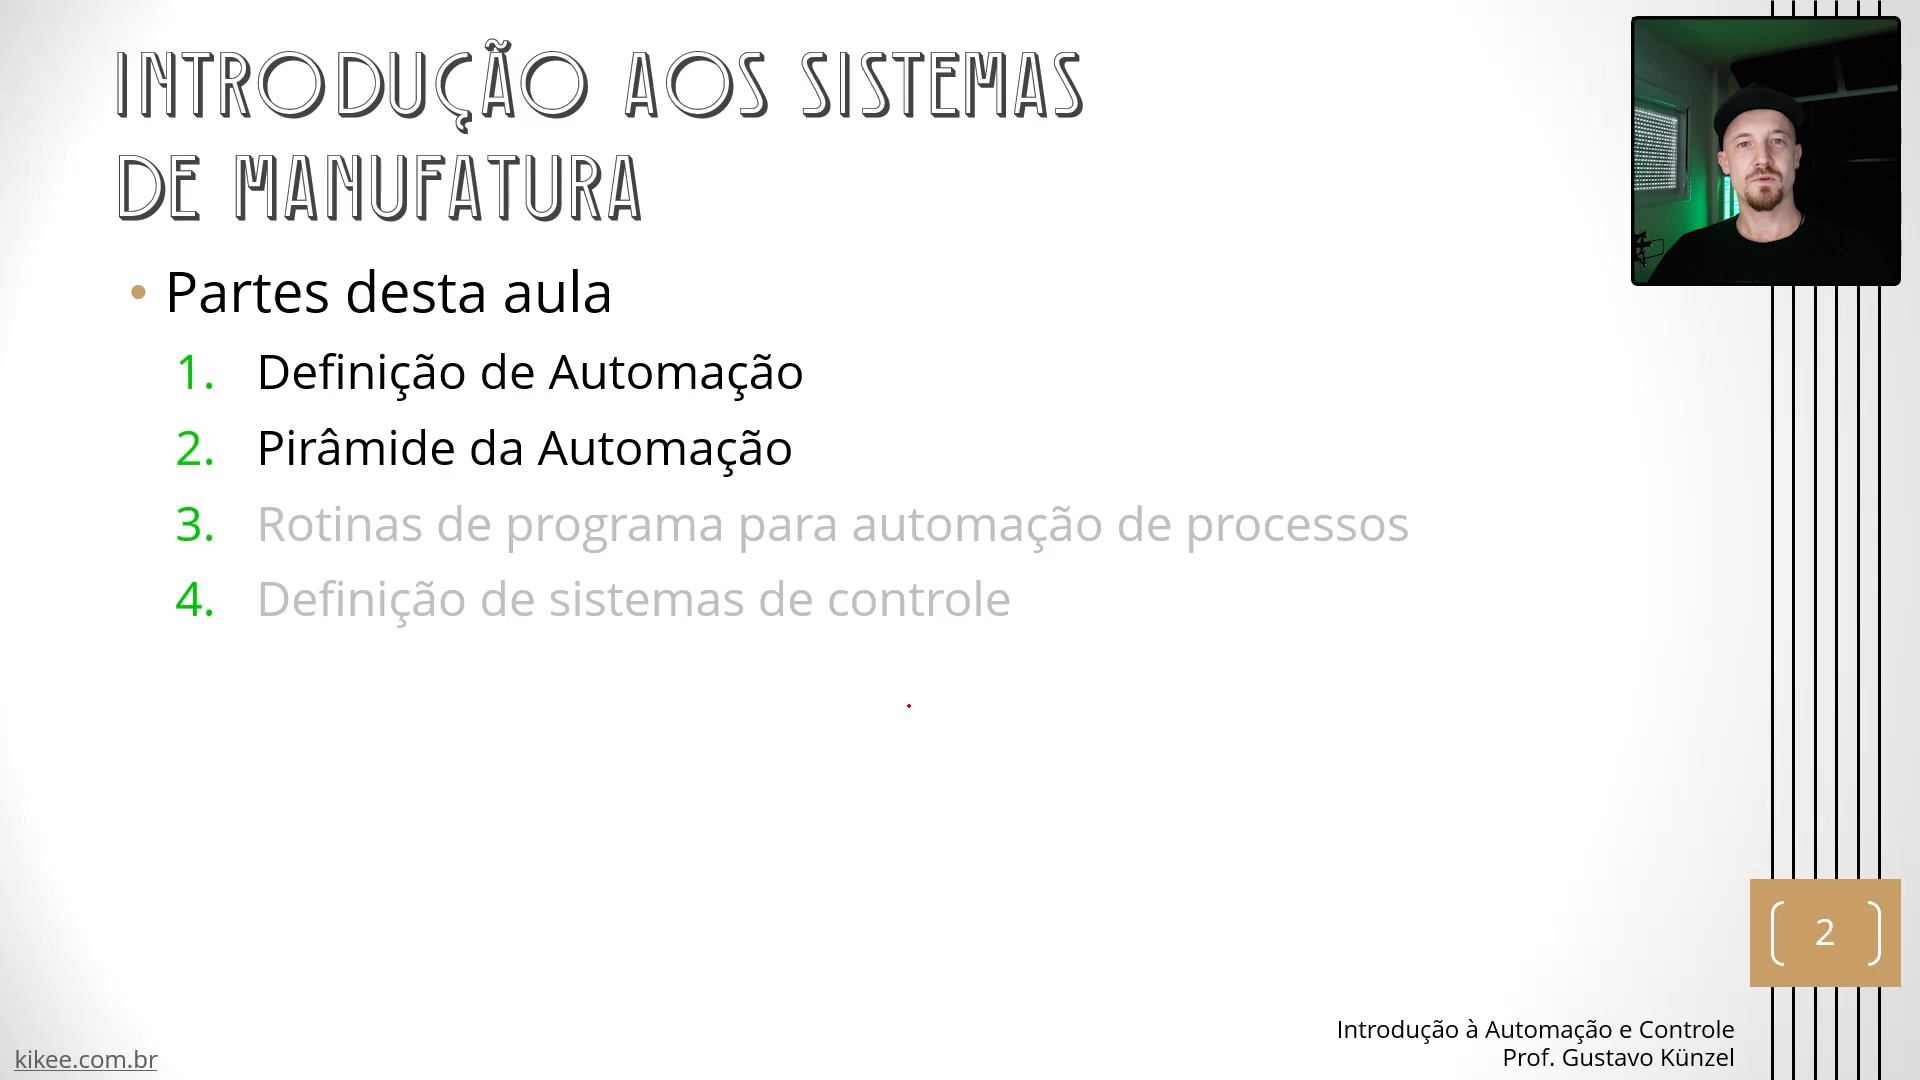 INTRODUÇÃO AOS SISTEMAS
DE MANUFATURA
• Partes desta aula
1. Definição de Automação
2. Pirâmide da Automação
3. Rotinas de programa para automação de processos
4. Definição de sistemas de controle
2
Introdução à Automação e Controle
Prof. Gustavo Künzel
kikee.com.br